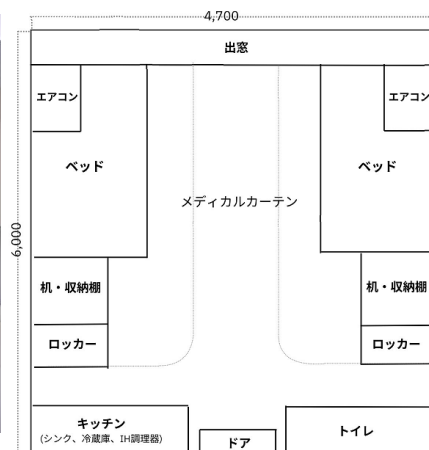 4,700
出窓
エアコン
エアコン
ベッド
ベッド
メディカルカーテン
6,000
机・収納棚
机・収納棚
ロッカー
ロッカー
キッチン
(シンク、冷蔵庫、IH調理器)
ドア
トイレ